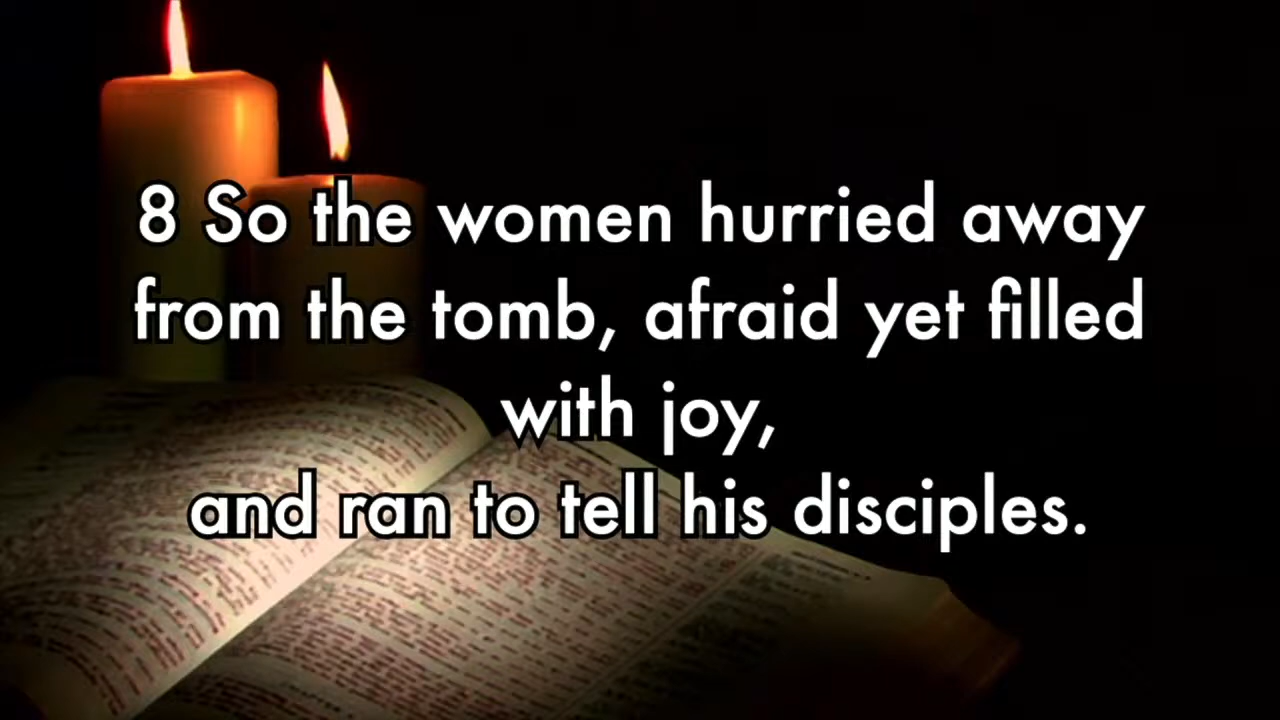 8 So the women hurried away
from the tomb, afraid yet filled
with joy,
and ran to tell his disciples.